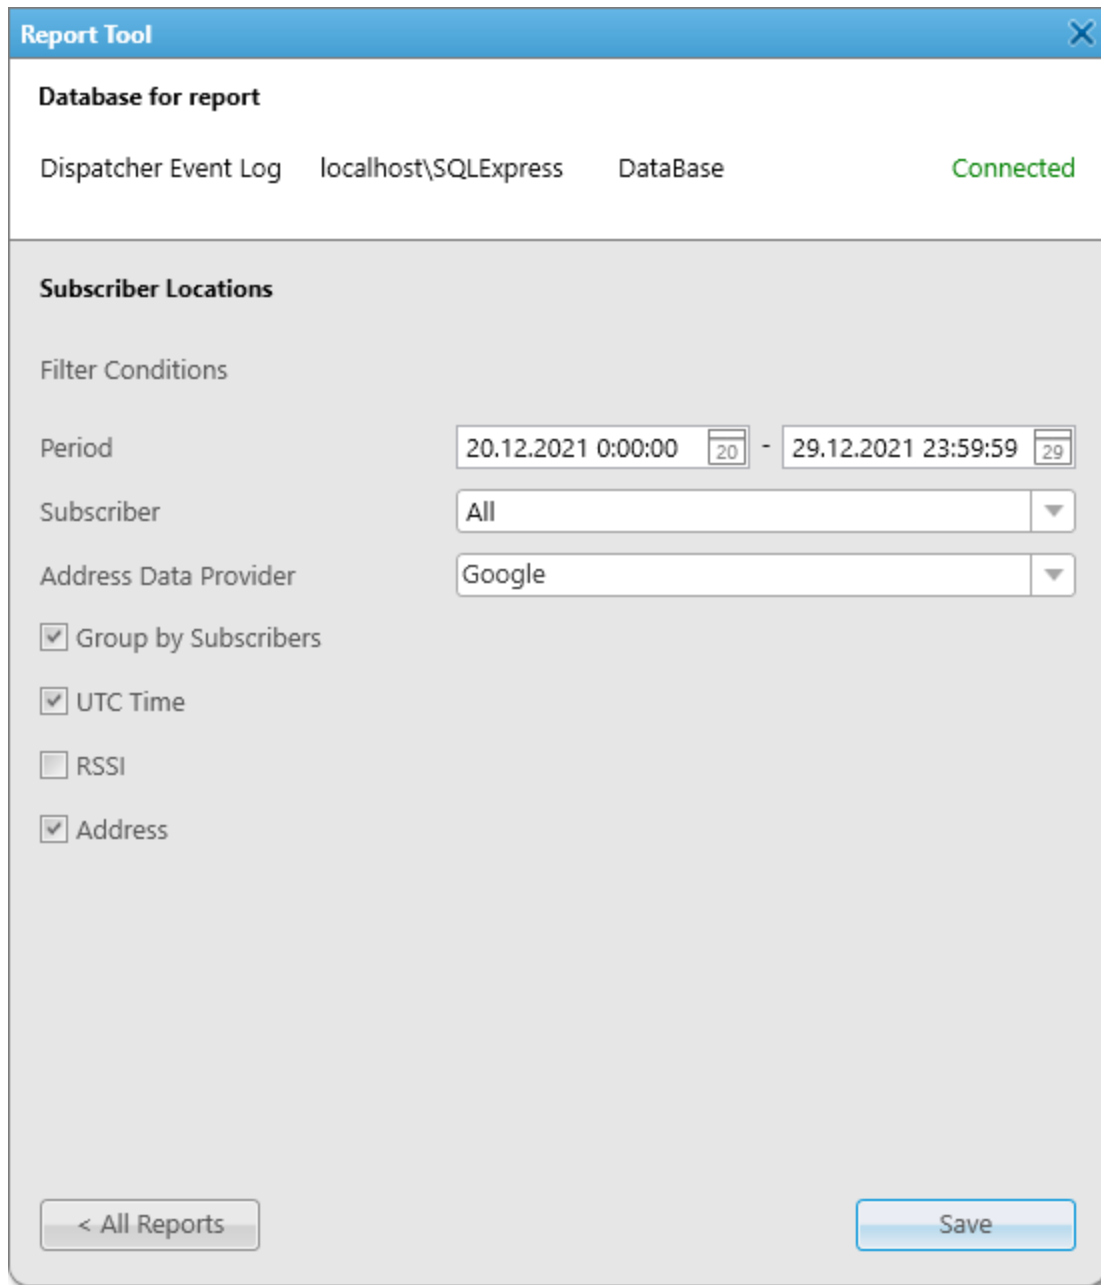 Report Tool
Database for report
Dispatcher Event Log localhost\SQLExpress DataBase Connected
Subscriber Locations
Filter Conditions
Period 20.12.2021 0:00:00 20 - 29.12.2021 23:59:59 29
Subscriber All
Address Data Provider Google
Group by Subscribers
UTC Time
RSSI
Address
< All Reports Save